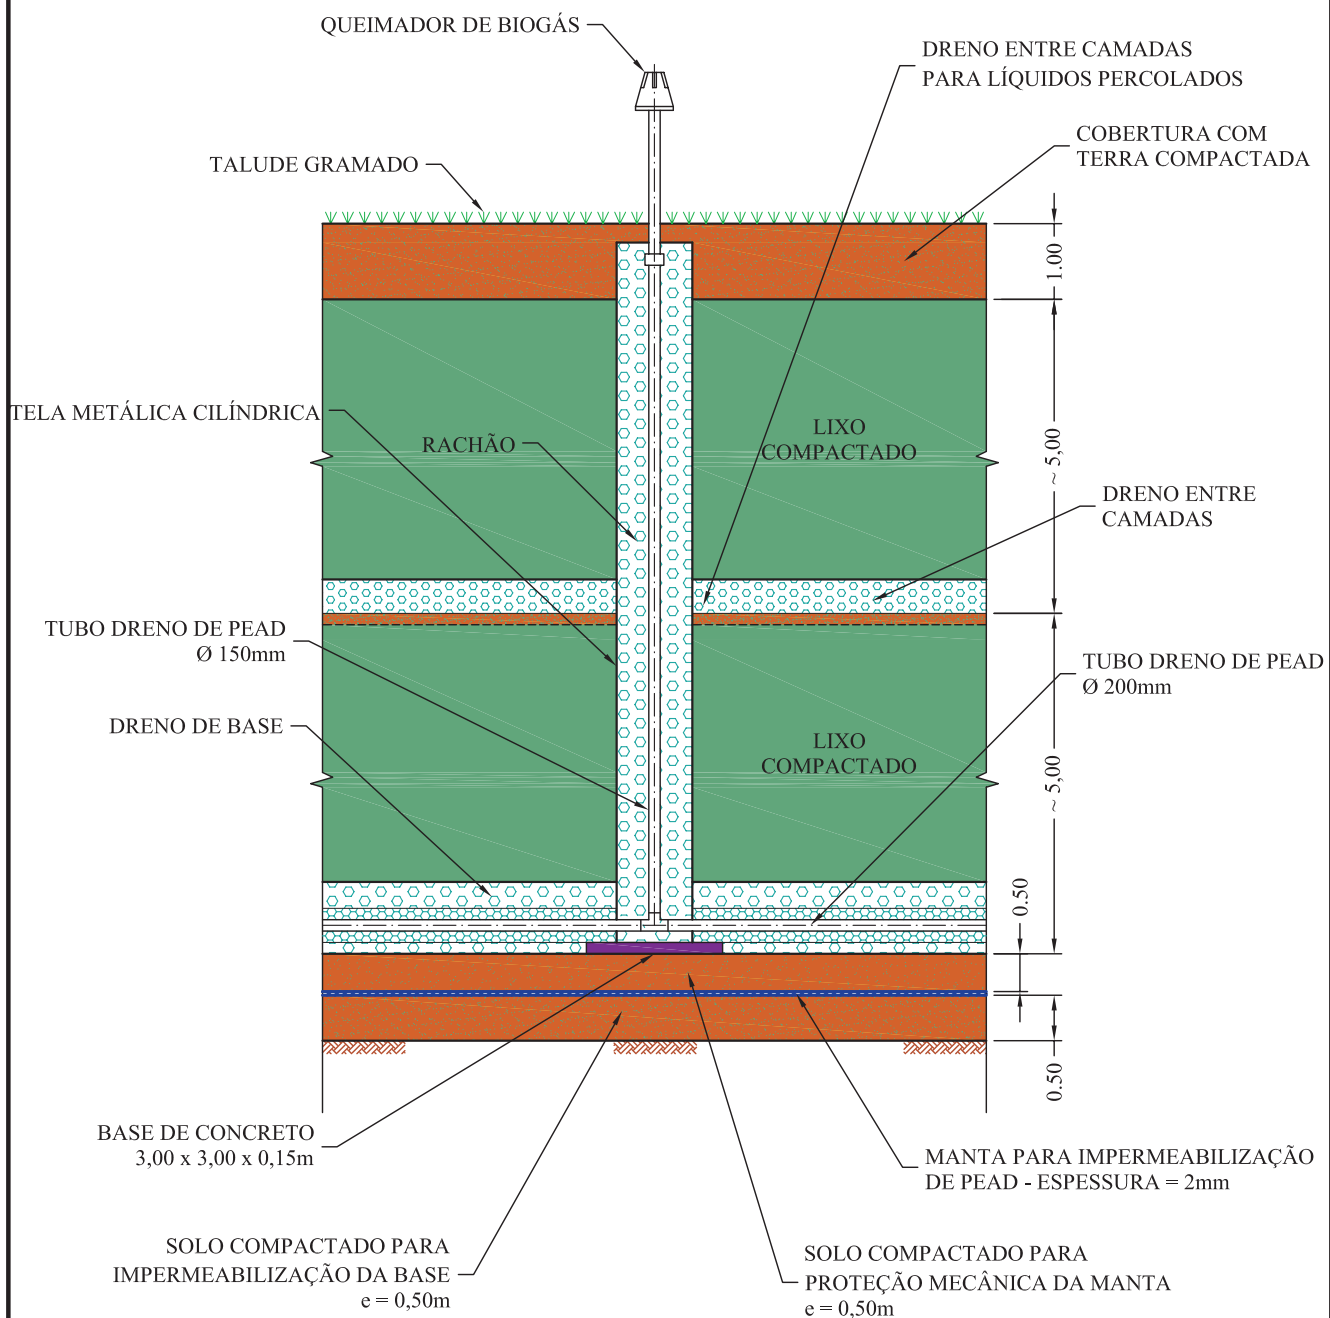 QUEIMADOR DE BIOGÁS
DRENO ENTRE CAMADAS
PARA LÍQUIDOS PERCOLADOS
COBERTURA COM
TERRA COMPACTADA
TALUDE GRAMADO
1.00
TELA METÁLICA CILÍNDRICA
RACHÃO
LIXO
COMPACTADO
~ 5,00
DRENO ENTRE
CAMADAS
TUBO DRENO DE PEAD
Ø 150mm
TUBO DRENO DE PEAD
Ø 200mm
DRENO DE BASE
LIXO
COMPACTADO
~ 5,00
0.50
0.50
BASE DE CONCRETO
3,00 x 3,00 x 0,15m
MANTA PARA IMPERMEABILIZAÇÃO
DE PEAD - ESPESSURA = 2mm
SOLO COMPACTADO PARA
IMPERMEABILIZAÇÃO DA BASE
e = 0,50m
SOLO COMPACTADO PARA
PROTEÇÃO MECÂNICA DA MANTA
e = 0,50m